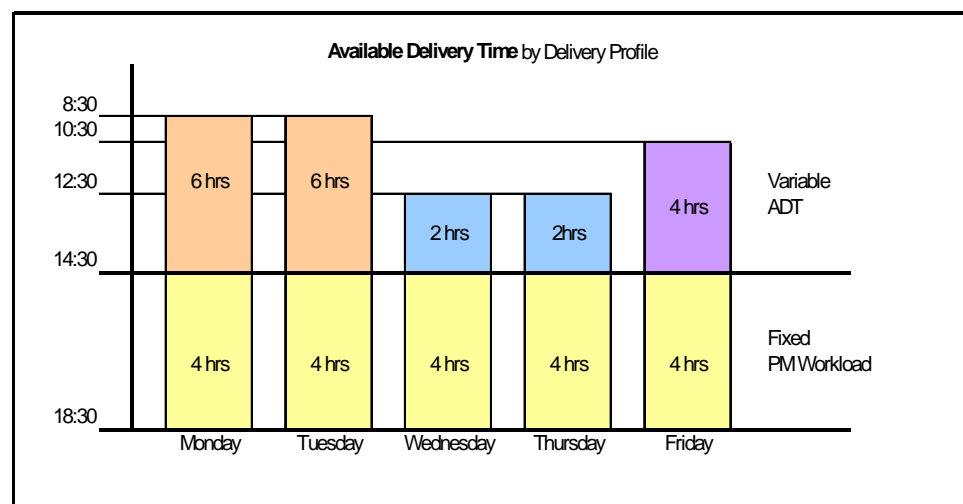 Available Delivery Time by Delivery Profile
8:30
10:30
12:30
14:30
18:30
6 hrs
6 hrs
2 hrs
2hrs
4 hrs
Variable
ADT
4 hrs
4 hrs
4 hrs
4 hrs
4 hrs
Fixed
PM Workload
Monday
Tuesday
Wednesday
Thursday
Friday